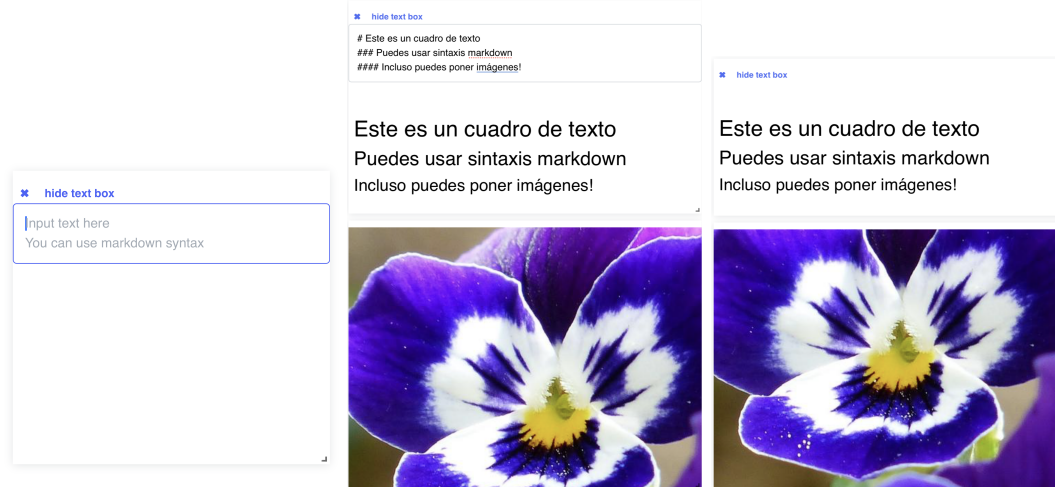 ✖ hide text box
Input text here
You can use markdown syntax
✖ hide text box
# Este es un cuadro de texto
### Puedes usar sintaxis markdown
#### Incluso puedes poner imágenes!
Este es un cuadro de texto
Puedes usar sintaxis markdown
Incluso puedes poner imágenes!
✖ hide text box
Este es un cuadro de texto
Puedes usar sintaxis markdown
Incluso puedes poner imágenes!